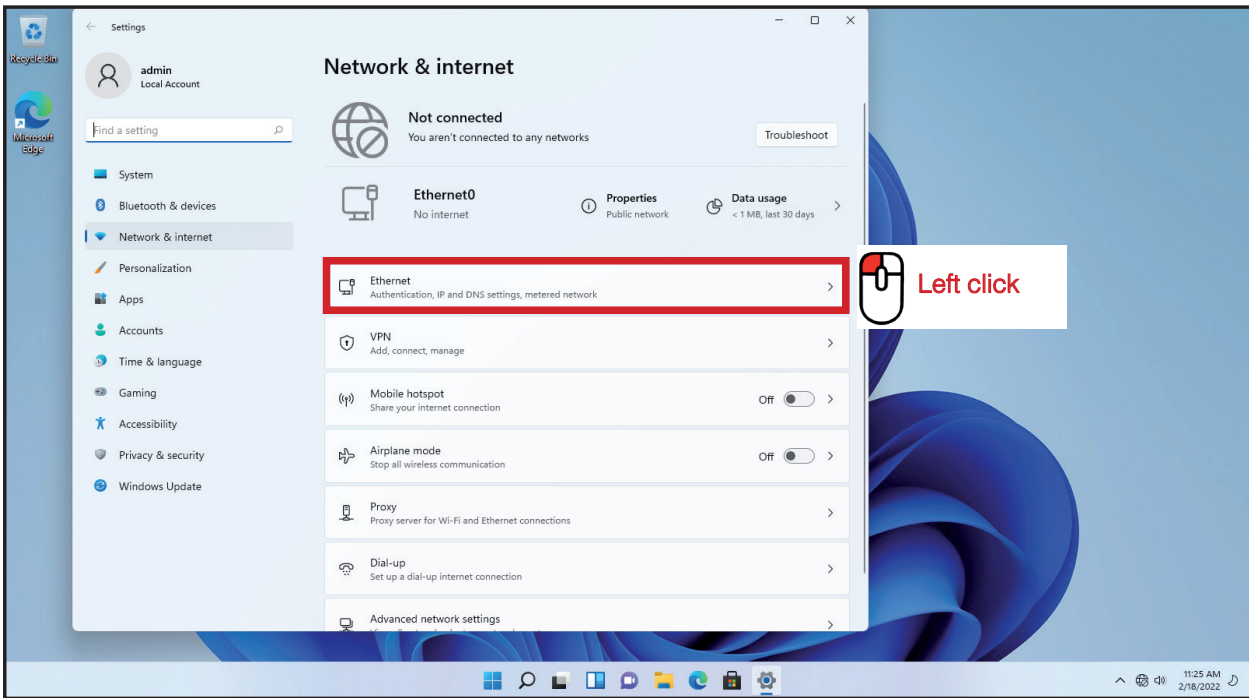 Recycle Bin
Microsoft
Edge
Settings
admin
Local Account
Find a setting
System
Bluetooth & devices
Network & internet
Personalization
Apps
Accounts
Time & language
Gaming
Accessibility
Privacy & security
Windows Update
Network & internet
Not connected
You aren't connected to any networks
Troubleshoot
Ethernet0
No internet
Properties
Public network
Data usage
< 1 MB, last 30 days
Ethernet
Authentication, IP and DNS settings, metered network
Left click
VPN
Add, connect, manage
Mobile hotspot
Share your internet connection
Off
Airplane mode
Stop all wireless communication
Off
Proxy
Proxy server for Wi-Fi and Ethernet connections
Dial-up
Set up a dial-up internet connection
Advanced network settings
11:25 AM
2/18/2022